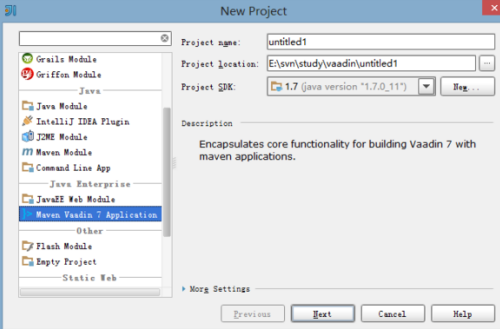 New Project
Grails Module
Griffon Module
Java
Java Module
IntelliJ IDEA Plugin
J2ME Module
Maven Module
Command Line App
Java Enterprise
JavaEE Web Module
Maven Vaadin 7 Application
Other
Flash Module
Empty Project
Static Web
Project name: untitled1
Project location: E:\svn\study\vaadin\untitled1 ...
Project SDK: 1.7 (java version "1.7.0_11") New...
Description
Encapsulates core functionality for building Vaadin 7 with
maven applications.
More Settings
Previous Next Cancel Help